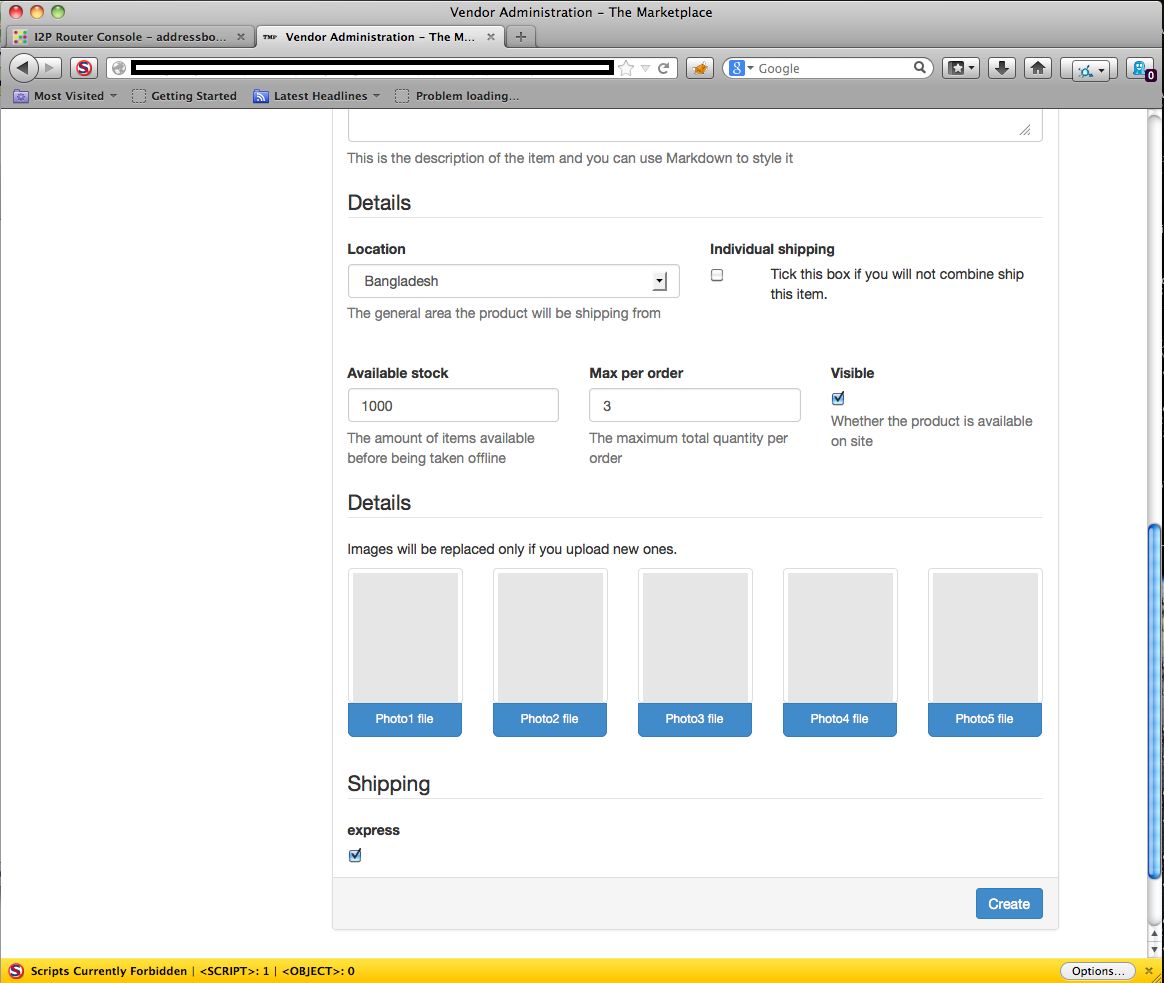 Vendor Administration – The Marketplace
I2P Router Console – addressbo...
TMP Vendor Administration – The M...
Google
0
Most Visited
Getting Started
Latest Headlines
Problem loading...
This is the description of the item and you can use Markdown to style it
Details
Location
Individual shipping
Bangladesh
Tick this box if you will not combine ship
this item.
The general area the product will be shipping from
Available stock
Max per order
Visible
1000
3
The amount of items available
before being taken offline
The maximum total quantity per
order
Whether the product is available
on site
Details
Images will be replaced only if you upload new ones.
Photo1 file
Photo2 file
Photo3 file
Photo4 file
Photo5 file
Shipping
express
Create
Scripts Currently Forbidden | <SCRIPT>: 1 | <OBJECT>: 0
Options...